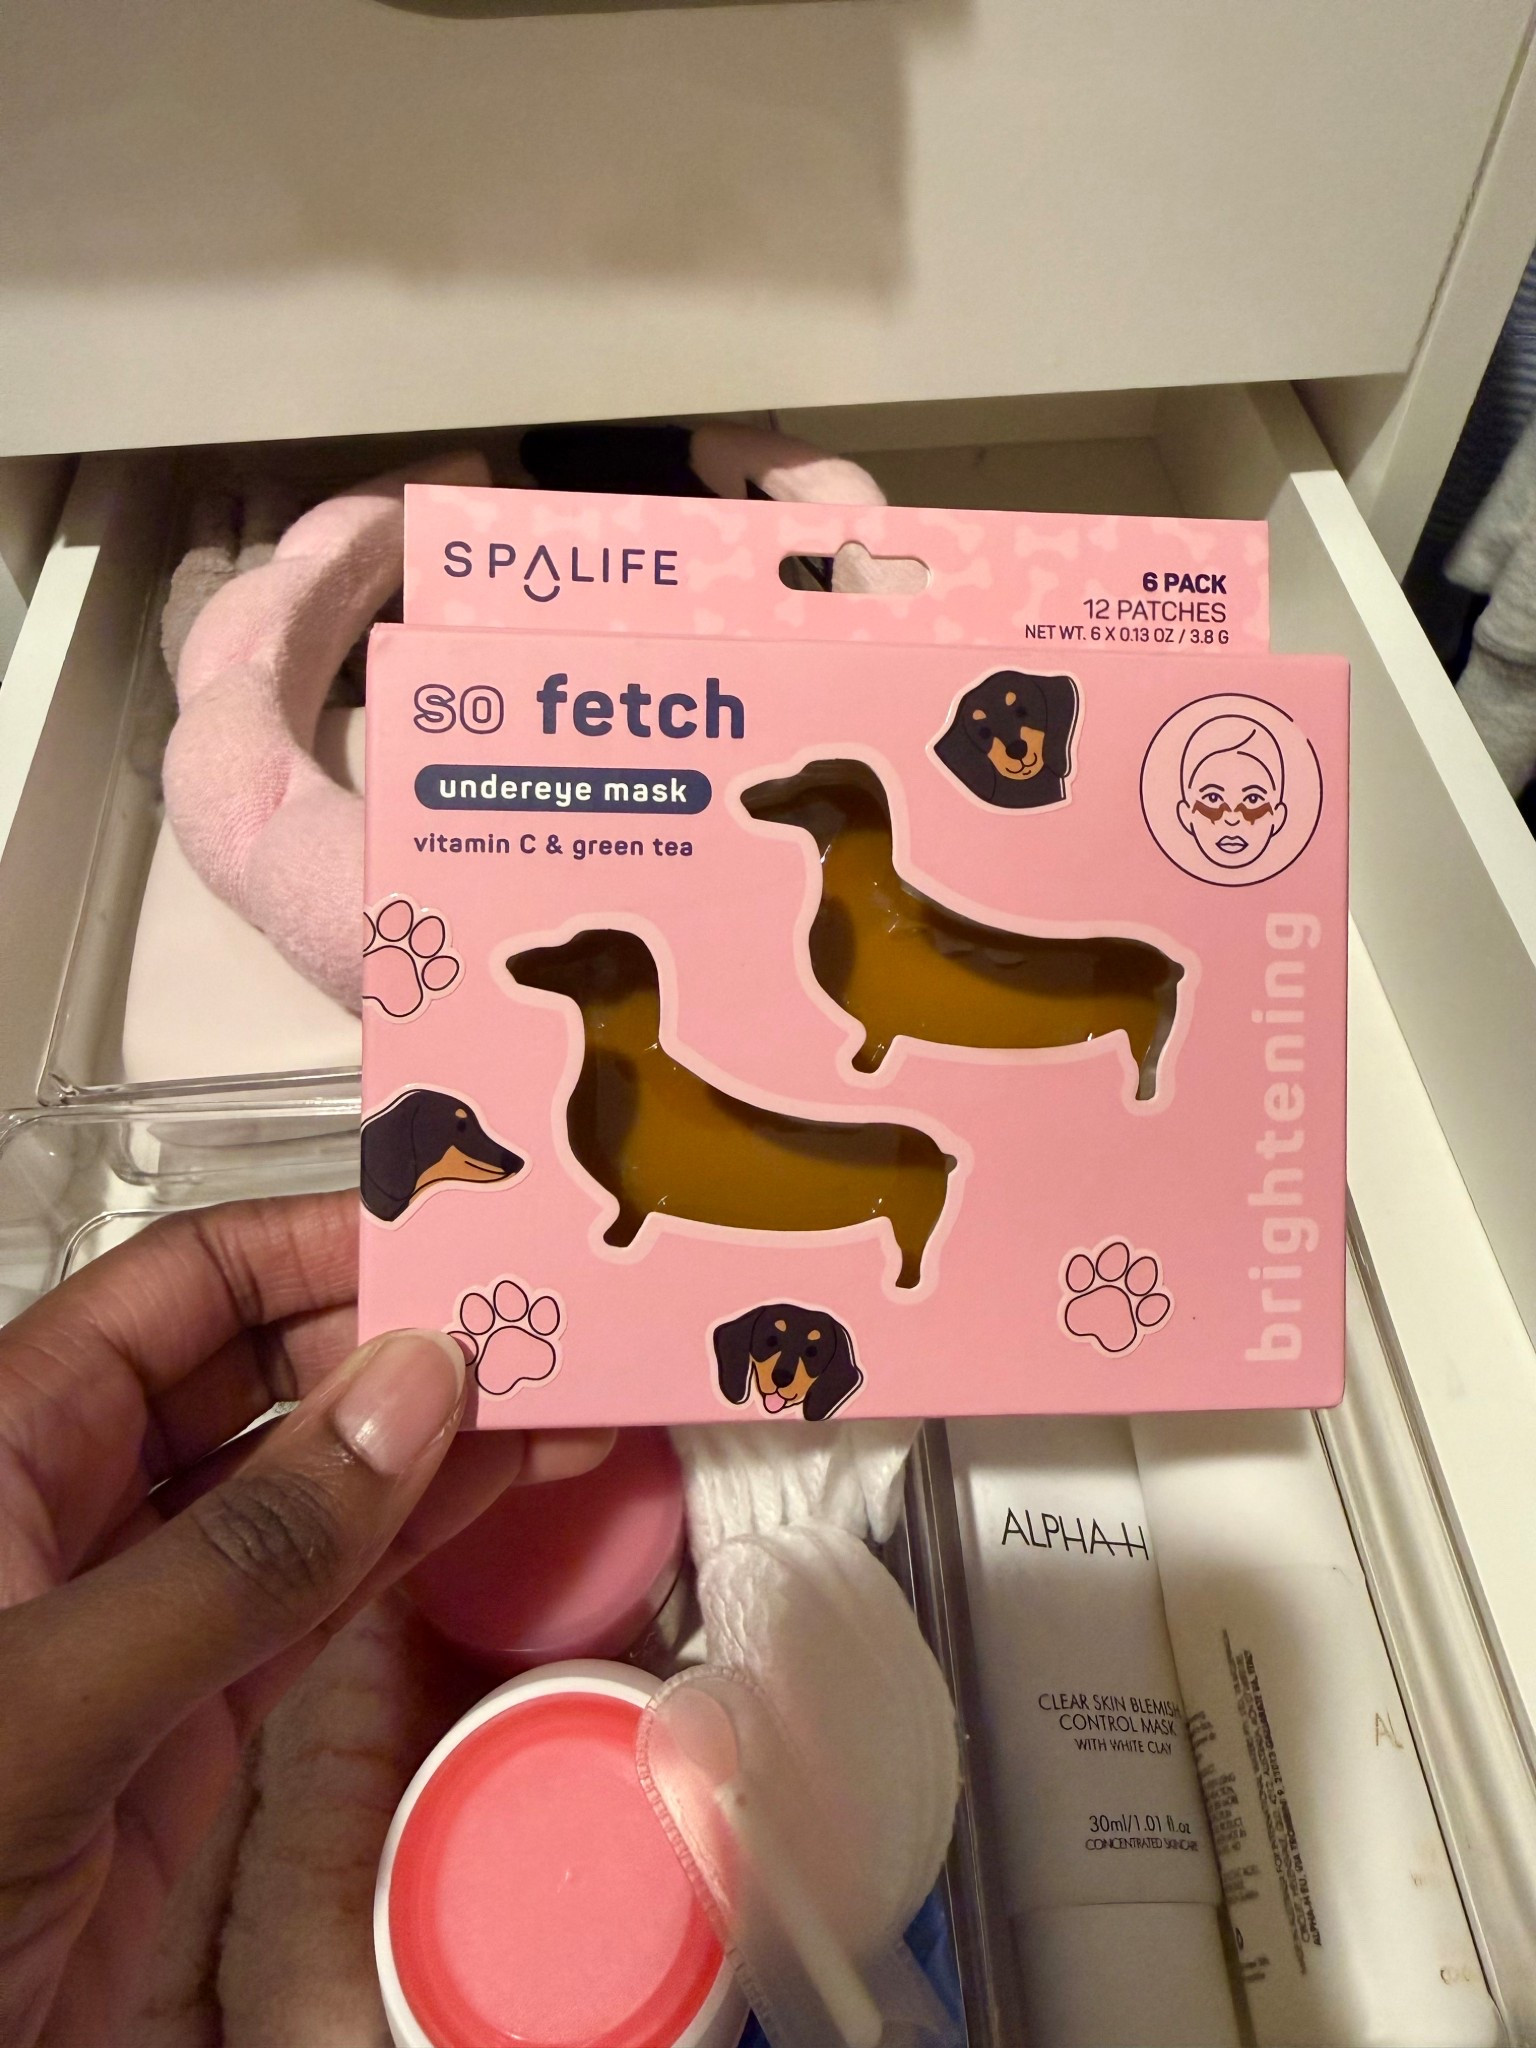 SPALIFE
6 PACK
12 PATCHES
NET WT. 6 X 0.13 OZ / 3.8 G
so fetch
undereye mask
vitamin C & green tea
brightening
ALPHA-H
CLEAR SKIN BLEMISH
CONTROL MASK
WITH WHITE CLAY
30ml/1.01 fl.oz
CONCENTRATED SKINCARE
AL